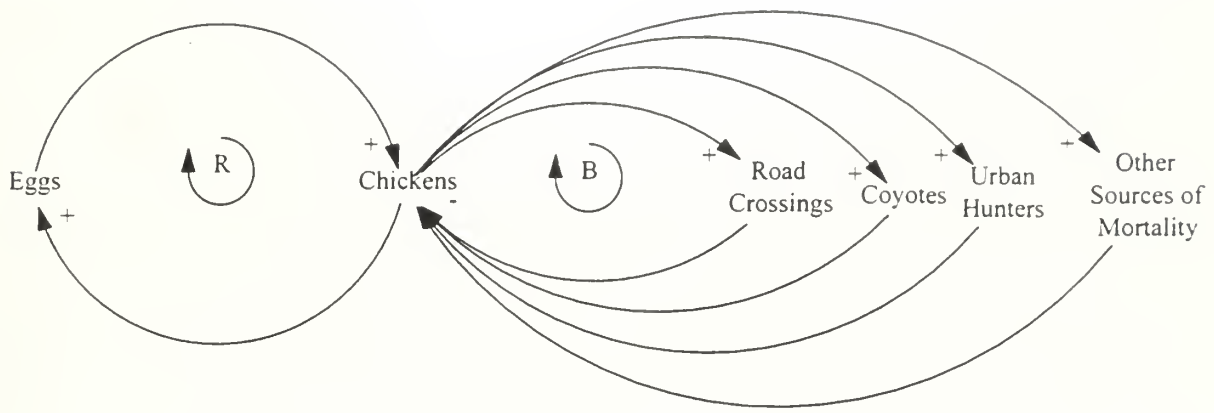 Eggs
+
R
+
Chickens
-
B
+
Road
Crossings
+
Coyotes
+
Urban
Hunters
+
Other
Sources of
Mortality